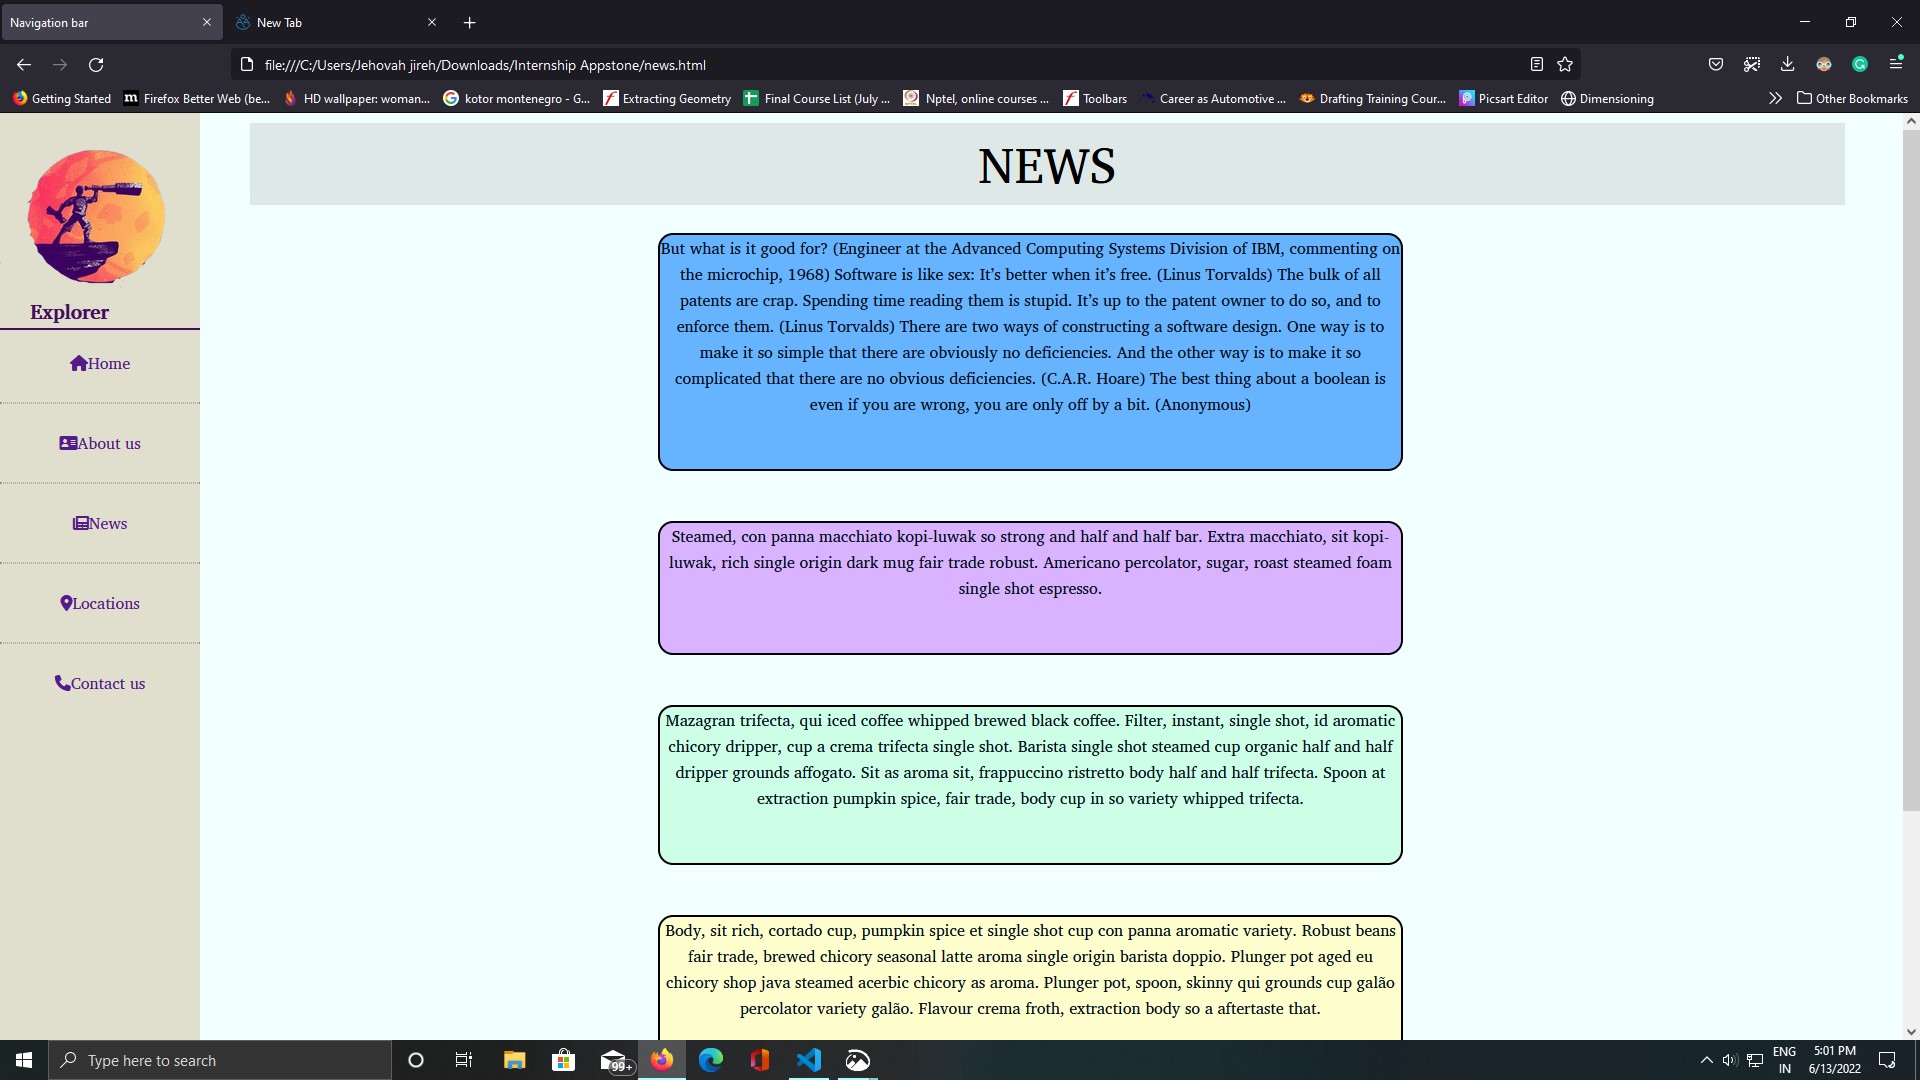 Navigation bar
New Tab
file:///C:/Users/Jehovah jireh/Downloads/Internship Appstone/news.html
Getting Started
Firefox Better Web (be...
HD wallpaper: woman...
kotor montenegro - G...
Extracting Geometry
Final Course List (July ...
Nptel, online courses ...
Toolbars
Career as Automotive ...
Drafting Training Cour...
Picsart Editor
Dimensioning
Other Bookmarks
Explorer
Home
About us
News
Locations
Contact us
NEWS
But what is it good for? (Engineer at the Advanced Computing Systems Division of IBM, commenting on
the microchip, 1968) Software is like sex: It’s better when it’s free. (Linus Torvalds) The bulk of all
patents are crap. Spending time reading them is stupid. It’s up to the patent owner to do so, and to
enforce them. (Linus Torvalds) There are two ways of constructing a software design. One way is to
make it so simple that there are obviously no deficiencies. And the other way is to make it so
complicated that there are no obvious deficiencies. (C.A.R. Hoare) The best thing about a boolean is
even if you are wrong, you are only off by a bit. (Anonymous)
Steamed, con panna macchiato kopi-luwak so strong and half and half bar. Extra macchiato, sit kopi-
luwak, rich single origin dark mug fair trade robust. Americano percolator, sugar, roast steamed foam
single shot espresso.
Mazagran trifecta, qui iced coffee whipped brewed black coffee. Filter, instant, single shot, id aromatic
chicory dripper, cup a crema trifecta single shot. Barista single shot steamed cup organic half and half
dripper grounds affogato. Sit as aroma sit, frappuccino ristretto body half and half trifecta. Spoon at
extraction pumpkin spice, fair trade, body cup in so variety whipped trifecta.
Body, sit rich, cortado cup, pumpkin spice et single shot cup con panna aromatic variety. Robust beans
fair trade, brewed chicory seasonal latte aroma single origin barista doppio. Plunger pot aged eu
chicory shop java steamed acerbic chicory as aroma. Plunger pot, spoon, skinny qui grounds cup galão
percolator variety galão. Flavour crema froth, extraction body so a aftertaste that.
Type here to search
99+
ENG
IN
5:01 PM
6/13/2022